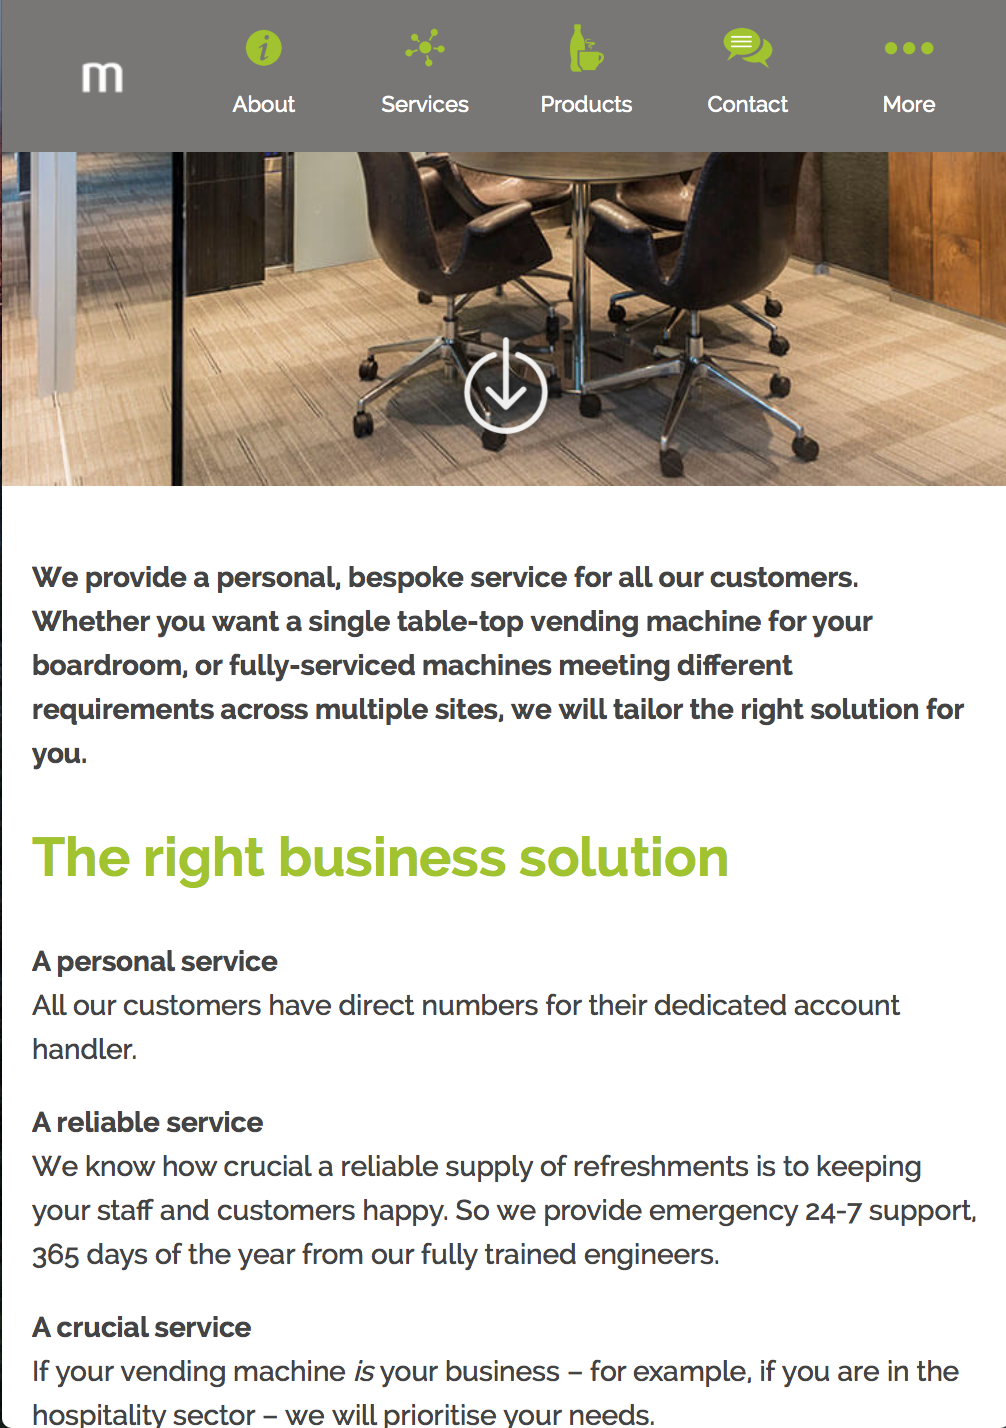 m
About
Services
Products
Contact
More
We provide a personal, bespoke service for all our customers.
Whether you want a single table-top vending machine for your
boardroom, or fully-serviced machines meeting different
requirements across multiple sites, we will tailor the right solution for
you.
The right business solution
A personal service
All our customers have direct numbers for their dedicated account
handler.
A reliable service
We know how crucial a reliable supply of refreshments is to keeping
your staff and customers happy. So we provide emergency 24-7 support,
365 days of the year from our fully trained engineers.
A crucial service
If your vending machine is your business – for example, if you are in the
hospitality sector – we will prioritise your needs.